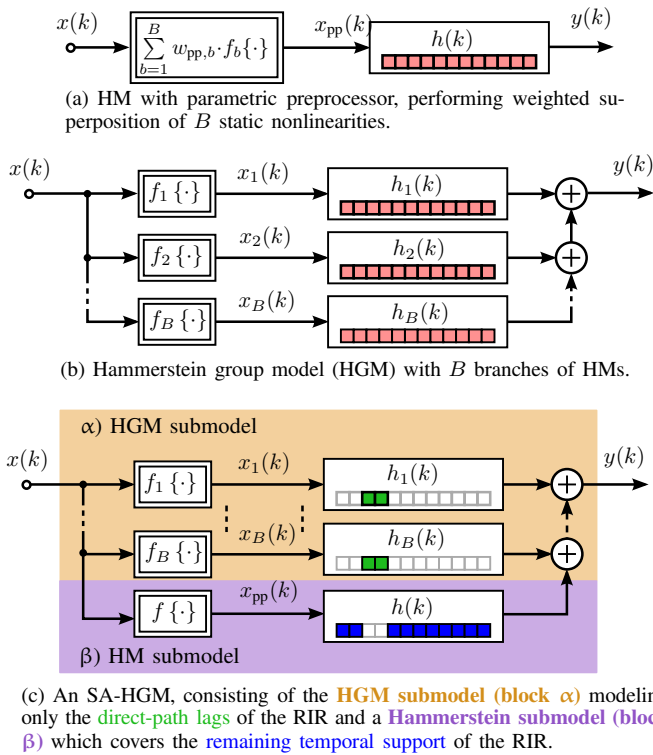 x(k)
B
∑ w_pp,b · f_b{·}
b=1
x_pp(k)
h(k)
y(k)
(a) HM with parametric preprocessor, performing weighted su-
perposition of B static nonlinearities.
x(k)
f_1 {·}
x_1(k)
h_1(k)
y(k)
+
f_2 {·}
x_2(k)
h_2(k)
+
f_B {·}
x_B(k)
h_B(k)
(b) Hammerstein group model (HGM) with B branches of HMs.
α) HGM submodel
x(k)
f_1 {·}
x_1(k)
h_1(k)
y(k)
+
f_B {·}
x_B(k)
h_B(k)
+
f {·}
x_pp(k)
h(k)
β) HM submodel
(c) An SA-HGM, consisting of the HGM submodel (block α) modelin
only the direct-path lags of the RIR and a Hammerstein submodel (bloc
β) which covers the remaining temporal support of the RIR.